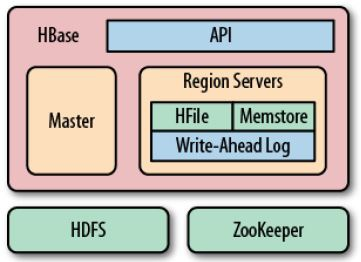 HBase
API
Master
Region Servers
HFile
Memstore
Write-Ahead Log
HDFS
ZooKeeper